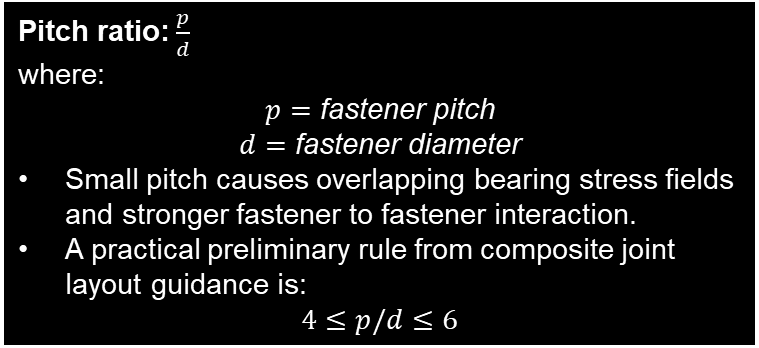 Pitch ratio: p/d
where:
p = fastener pitch
d = fastener diameter
• Small pitch causes overlapping bearing stress fields
and stronger fastener to fastener interaction.
• A practical preliminary rule from composite joint
layout guidance is:
4 ≤ p/d ≤ 6